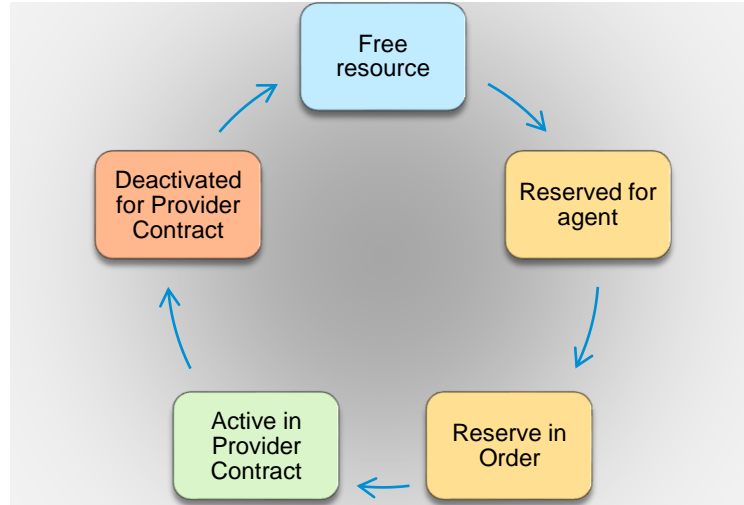 Free
resource
Reserved for
agent
Reserve in
Order
Active in
Provider
Contract
Deactivated
for Provider
Contract